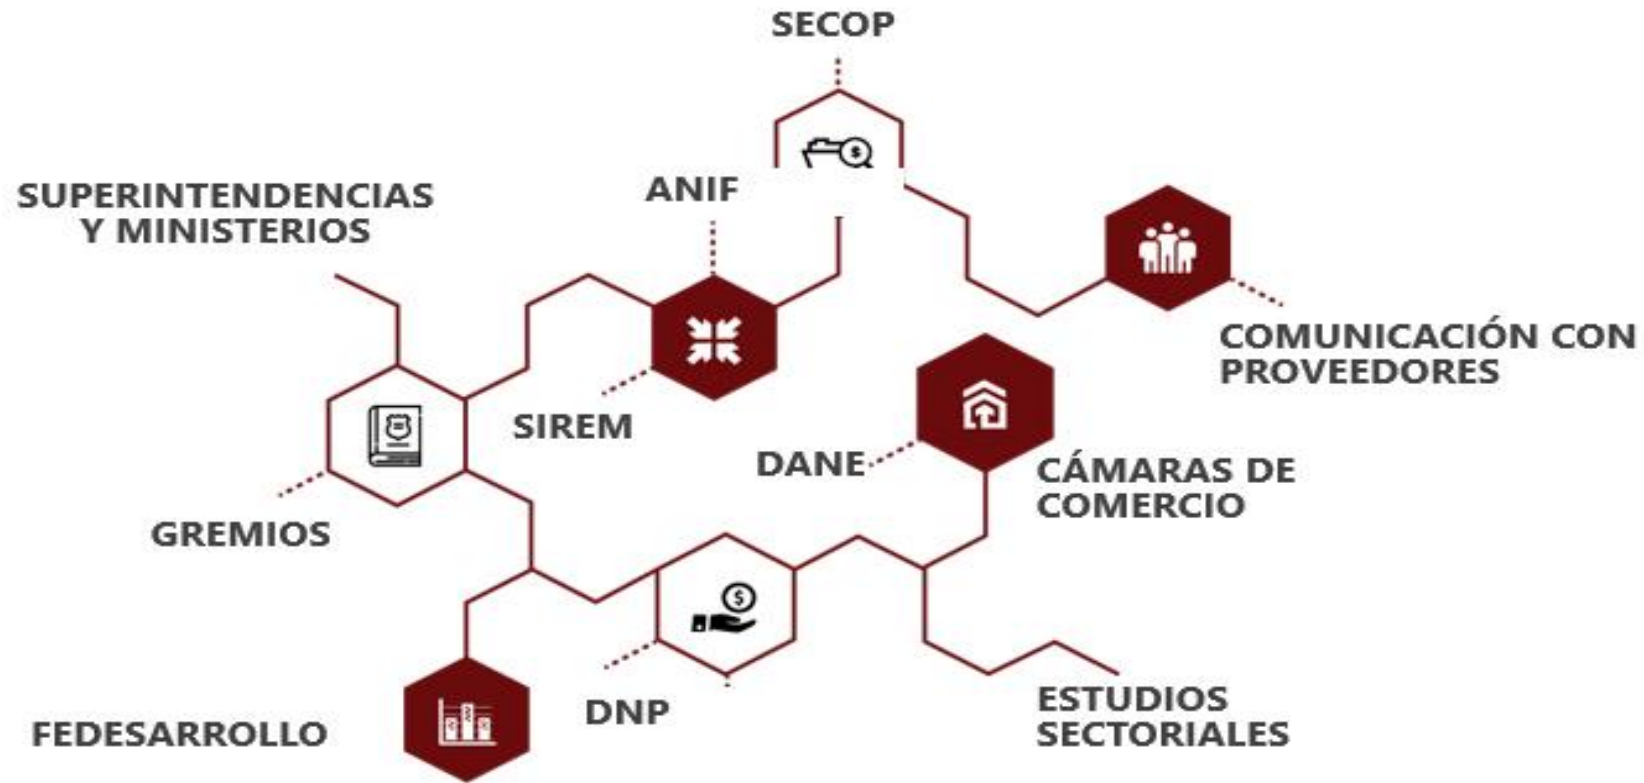 SECOP
SUPERINTENDENCIAS
Y MINISTERIOS
ANIF
COMUNICACIÓN CON
PROVEEDORES
SIREM
DANE
CÁMARAS DE
COMERCIO
GREMIOS
FEDESARROLLO
DNP
ESTUDIOS
SECTORIALES